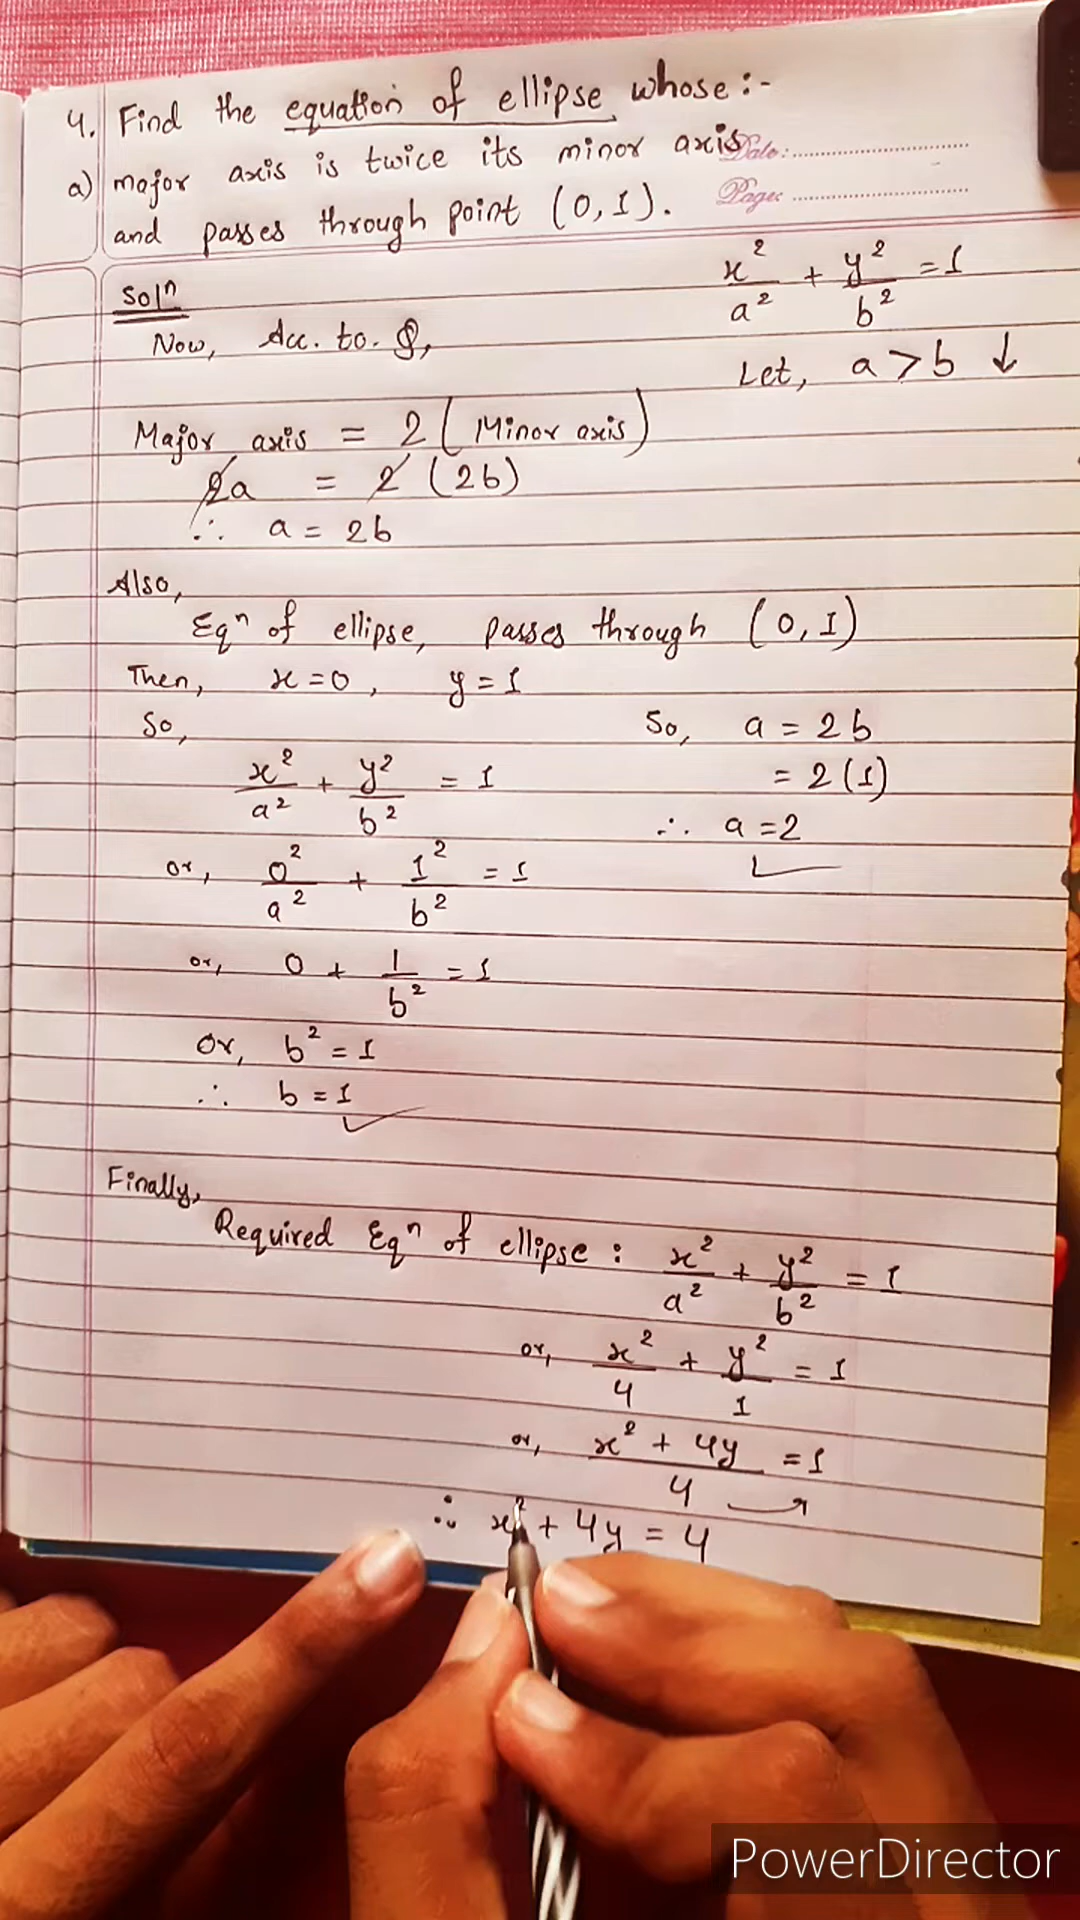 4. Find the equation of ellipse whose:-
a) major axis is twice its minor axis
Date:
and passes through point (0,1).
Page:
Solⁿ
x²/a² + y²/b² = 1
Now, Acc. to. Q,
Let, a > b ↓
Major axis = 2 (Minor axis)
2a = 2 (2b)
∴ a = 2b
Also,
Eqⁿ of ellipse, passes through (0,1)
Then, x = 0, y = 1
So,
x²/a² + y²/b² = 1
or, 0²/a² + 1²/b² = 1
or, 0 + 1/b² = 1
Or, b² = 1
∴ b = 1
So, a = 2b
= 2(1)
∴ a = 2
Finally,
Required Eqⁿ of ellipse : x²/a² + y²/b² = 1
or, x²/4 + y²/1 = 1
or, x² + 4y/4 = 1
∴ x² + 4y = 4
PowerDirector